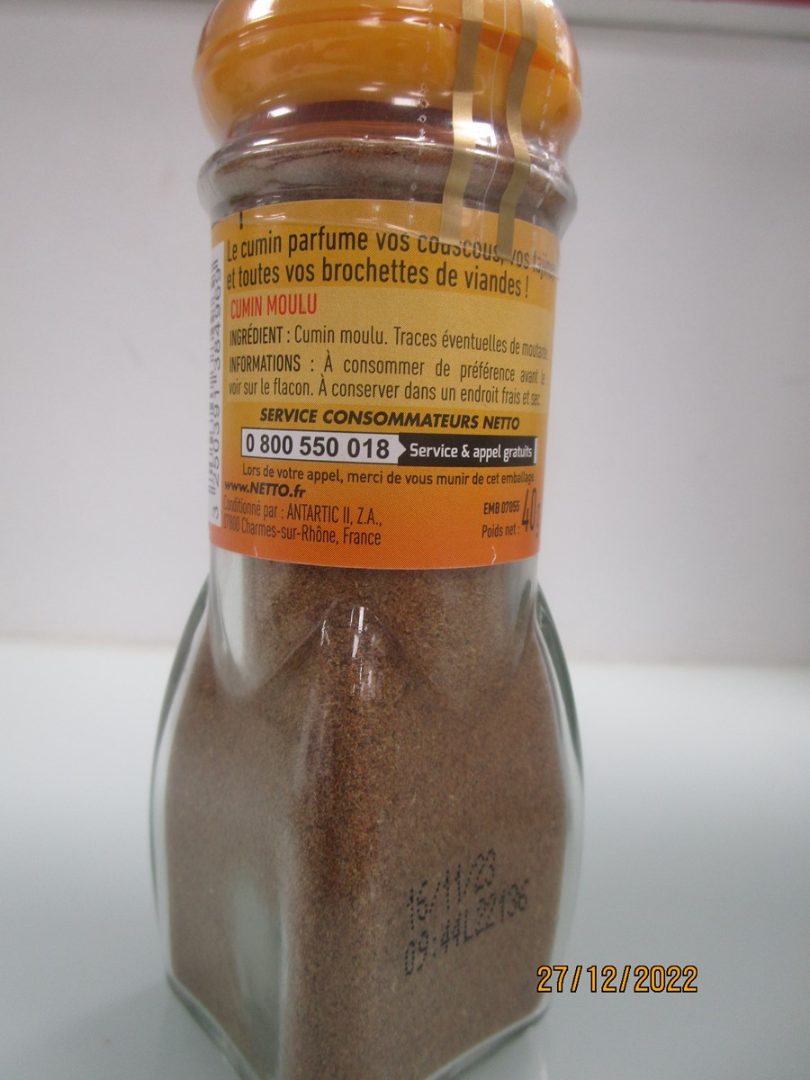 !
Le cumin parfume vos couscous, vos
et toutes vos brochettes de viandes !
CUMIN MOULU
INGRÉDIENT : Cumin moulu. Traces éventuelles de moutarde.
INFORMATIONS : À consommer de préférence avant le
voir sur le flacon. À conserver dans un endroit frais et sec.
SERVICE CONSOMMATEURS NETTO
0 800 550 018 Service & appel gratuits
Lors de votre appel, merci de vous munir de cet emballage
www.NETTO.fr
Conditionné par : ANTARTIC II, Z.A.,
07800 Charmes-sur-Rhône, France
EMB 07055
Poids net : 40
16/11/23
09:44L22136
27/12/2022